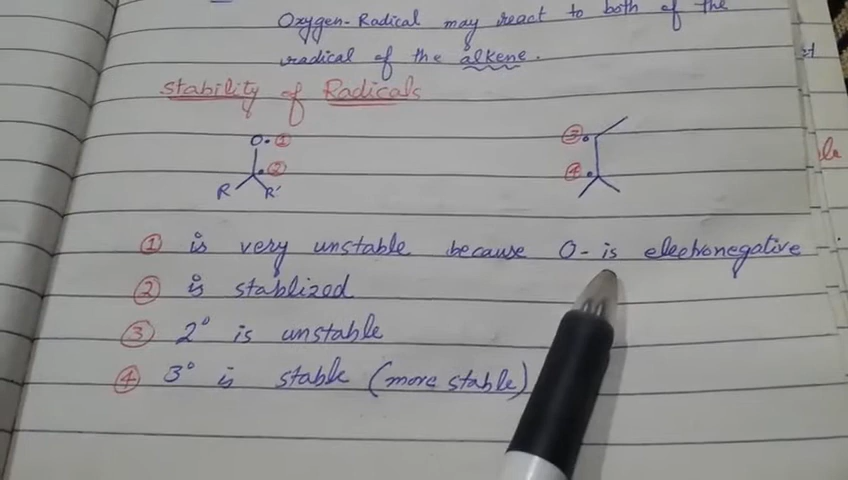 Oxygen-Radical may react to both of the
radical of the alkene.
Stability of Radicals
O. ①
. ②
R R'
③ .
④ .
① is very unstable because O- is electronegative
② is stablized
③ 2° is unstable
④ 3° is stable (more stable)